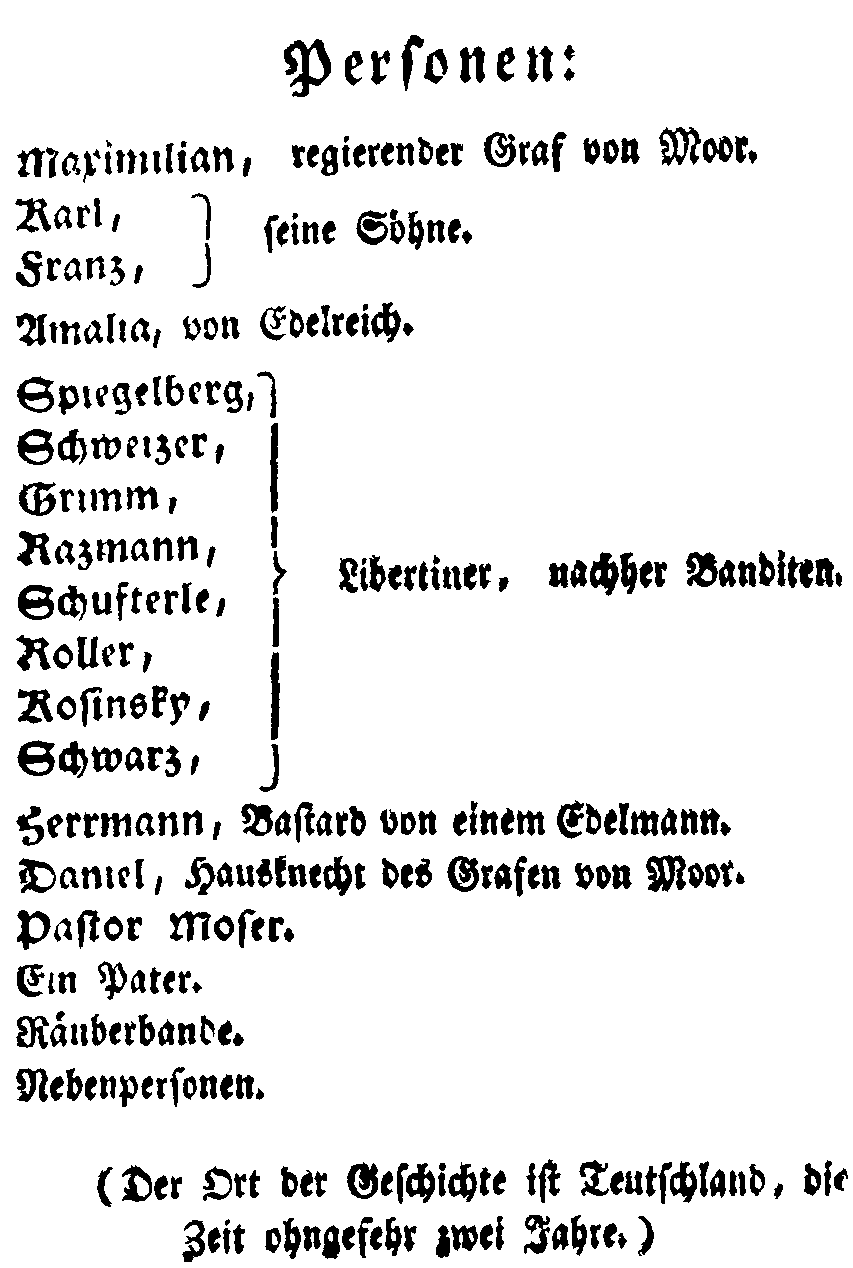 Personen:
Maximilian, regierender Graf von Moor.
Karl,
Franz,
seine Söhne.
Amalia, von Edelreich.
Spiegelberg,
Schweizer,
Grimm,
Razmann,
Schufterle,
Roller,
Kosinsky,
Schwarz,
Libertiner, nachher Banditen.
Herrmann, Bastard von einem Edelmann.
Daniel, Hausknecht des Grafen von Moor.
Pastor Moser.
Ein Pater.
Räuberbande.
Nebenpersonen.
(Der Ort der Geschichte ist Teutschland, die
Zeit ohngefehr zwei Jahre.)